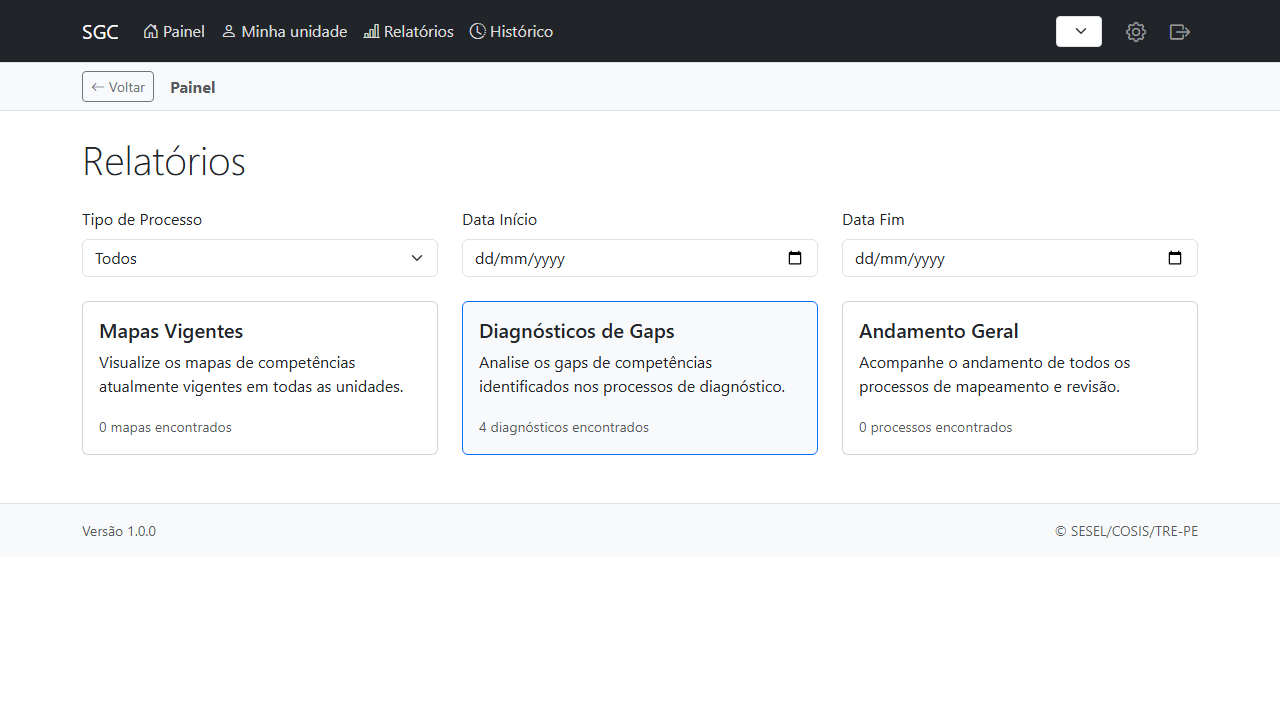 SGC Painel Minha unidade Relatórios Histórico
Voltar Painel
Relatórios
Tipo de Processo
Todos
Data Início
dd/mm/yyyy
Data Fim
dd/mm/yyyy
Mapas Vigentes
Visualize os mapas de competências
atualmente vigentes em todas as unidades.
0 mapas encontrados
Diagnósticos de Gaps
Analise os gaps de competências
identificados nos processos de diagnóstico.
4 diagnósticos encontrados
Andamento Geral
Acompanhe o andamento de todos os
processos de mapeamento e revisão.
0 processos encontrados
Versão 1.0.0
© SESEL/COSIS/TRE-PE